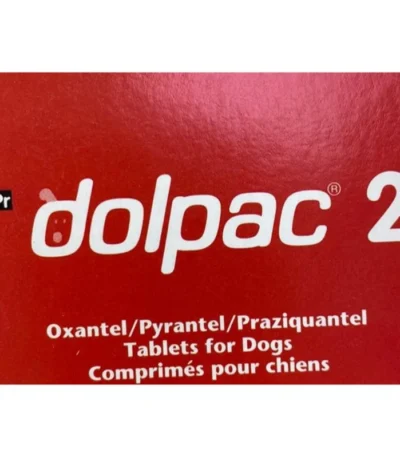 Pr dolpac® 2
Oxantel/Pyrantel/Praziquantel
Tablets for Dogs
Comprimés pour chiens